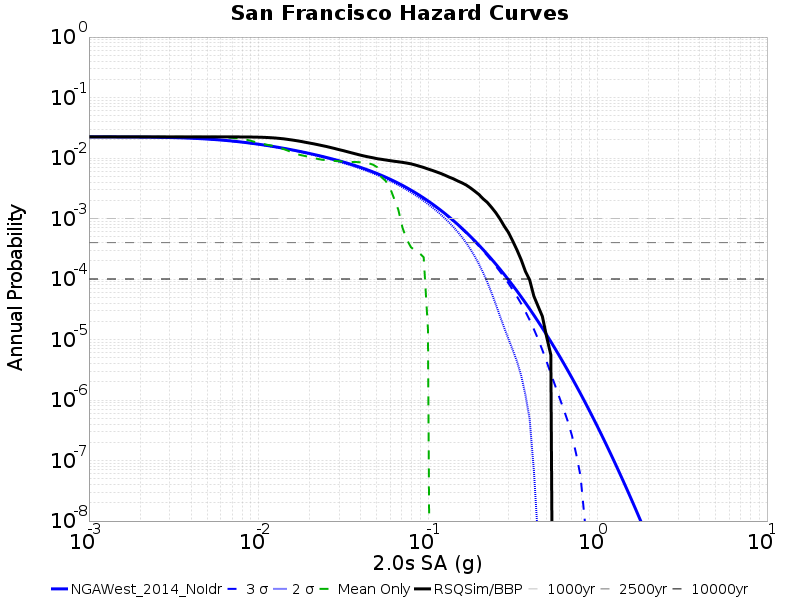 San Francisco Hazard Curves
10^0
10^-1
10^-2
10^-3
10^-4
10^-5
10^-6
10^-7
10^-8
Annual Probability
10^-3 10^-2 10^-1 10^0 10^1
2.0s SA (g)
NGAWest_2014_NoIdr 3 σ 2 σ Mean Only RSQSim/BBP 1000yr 2500yr 10000yr